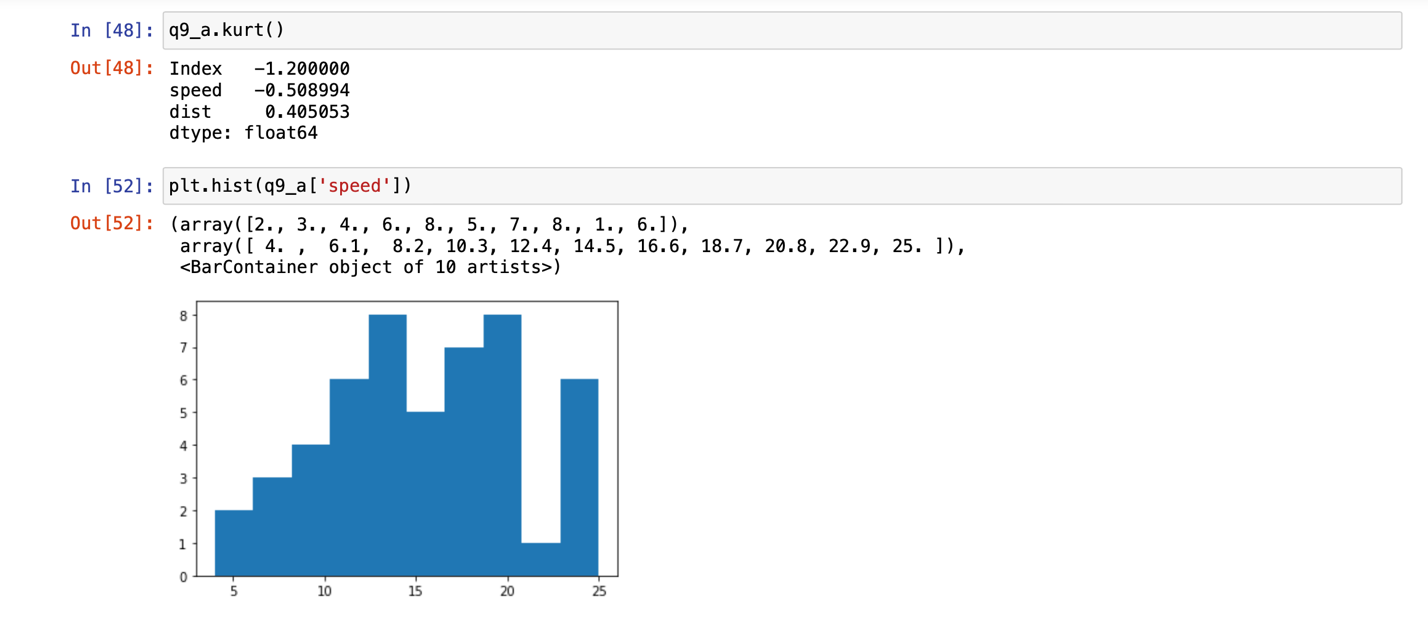 In [48]: q9_a.kurt()
Out[48]: Index   -1.200000
speed   -0.508994
dist     0.405053
dtype: float64
In [52]: plt.hist(q9_a['speed'])
Out[52]: (array([2., 3., 4., 6., 8., 5., 7., 8., 1., 6.]),
array([ 4. ,  6.1,  8.2, 10.3, 12.4, 14.5, 16.6, 18.7, 20.8, 22.9, 25. ]),
<BarContainer object of 10 artists>)
8
7
6
5
4
3
2
1
0
5 10 15 20 25